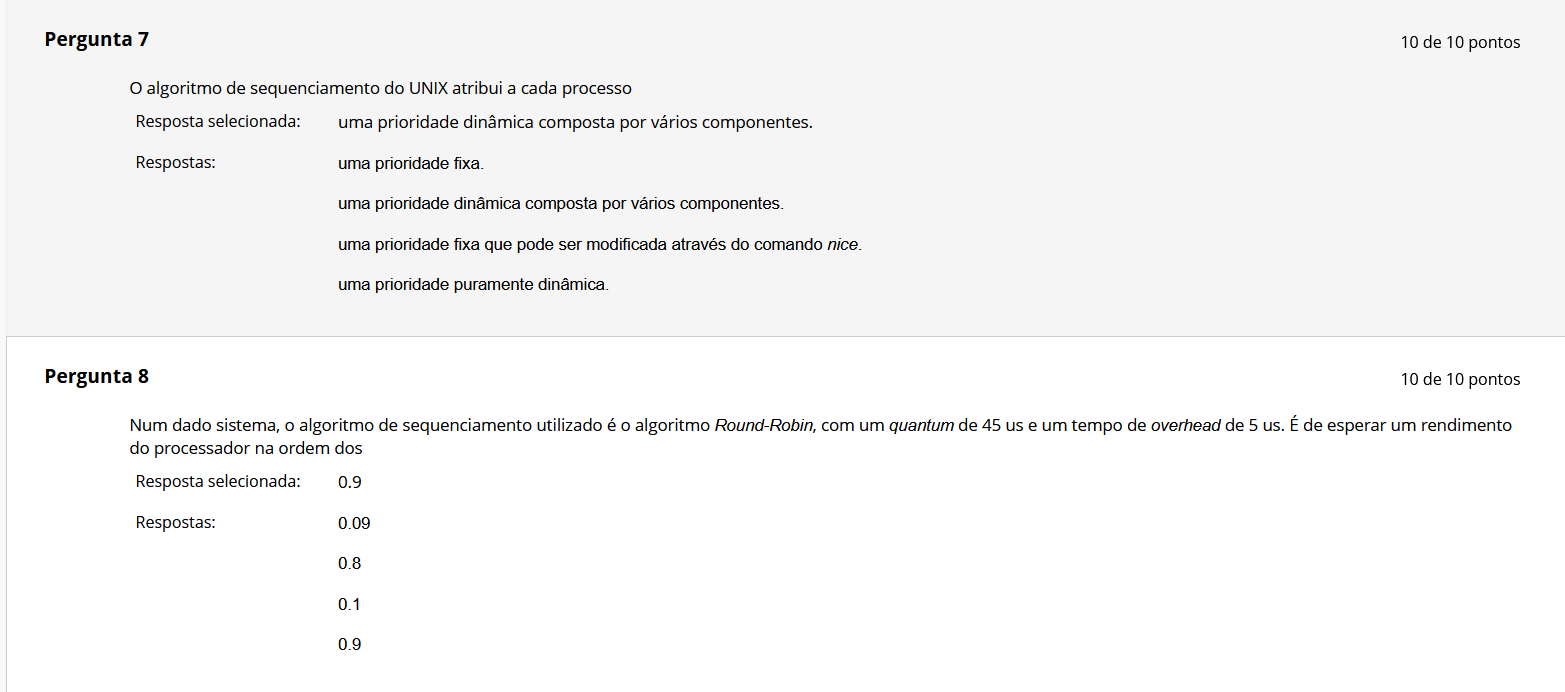 Pergunta 7
10 de 10 pontos
O algoritmo de sequenciamento do UNIX atribui a cada processo
Resposta selecionada: uma prioridade dinâmica composta por vários componentes.
Respostas: uma prioridade fixa.
uma prioridade dinâmica composta por vários componentes.
uma prioridade fixa que pode ser modificada através do comando nice.
uma prioridade puramente dinâmica.
Pergunta 8
10 de 10 pontos
Num dado sistema, o algoritmo de sequenciamento utilizado é o algoritmo Round-Robin, com um quantum de 45 us e um tempo de overhead de 5 us. É de esperar um rendimento
do processador na ordem dos
Resposta selecionada: 0.9
Respostas: 0.09
0.8
0.1
0.9